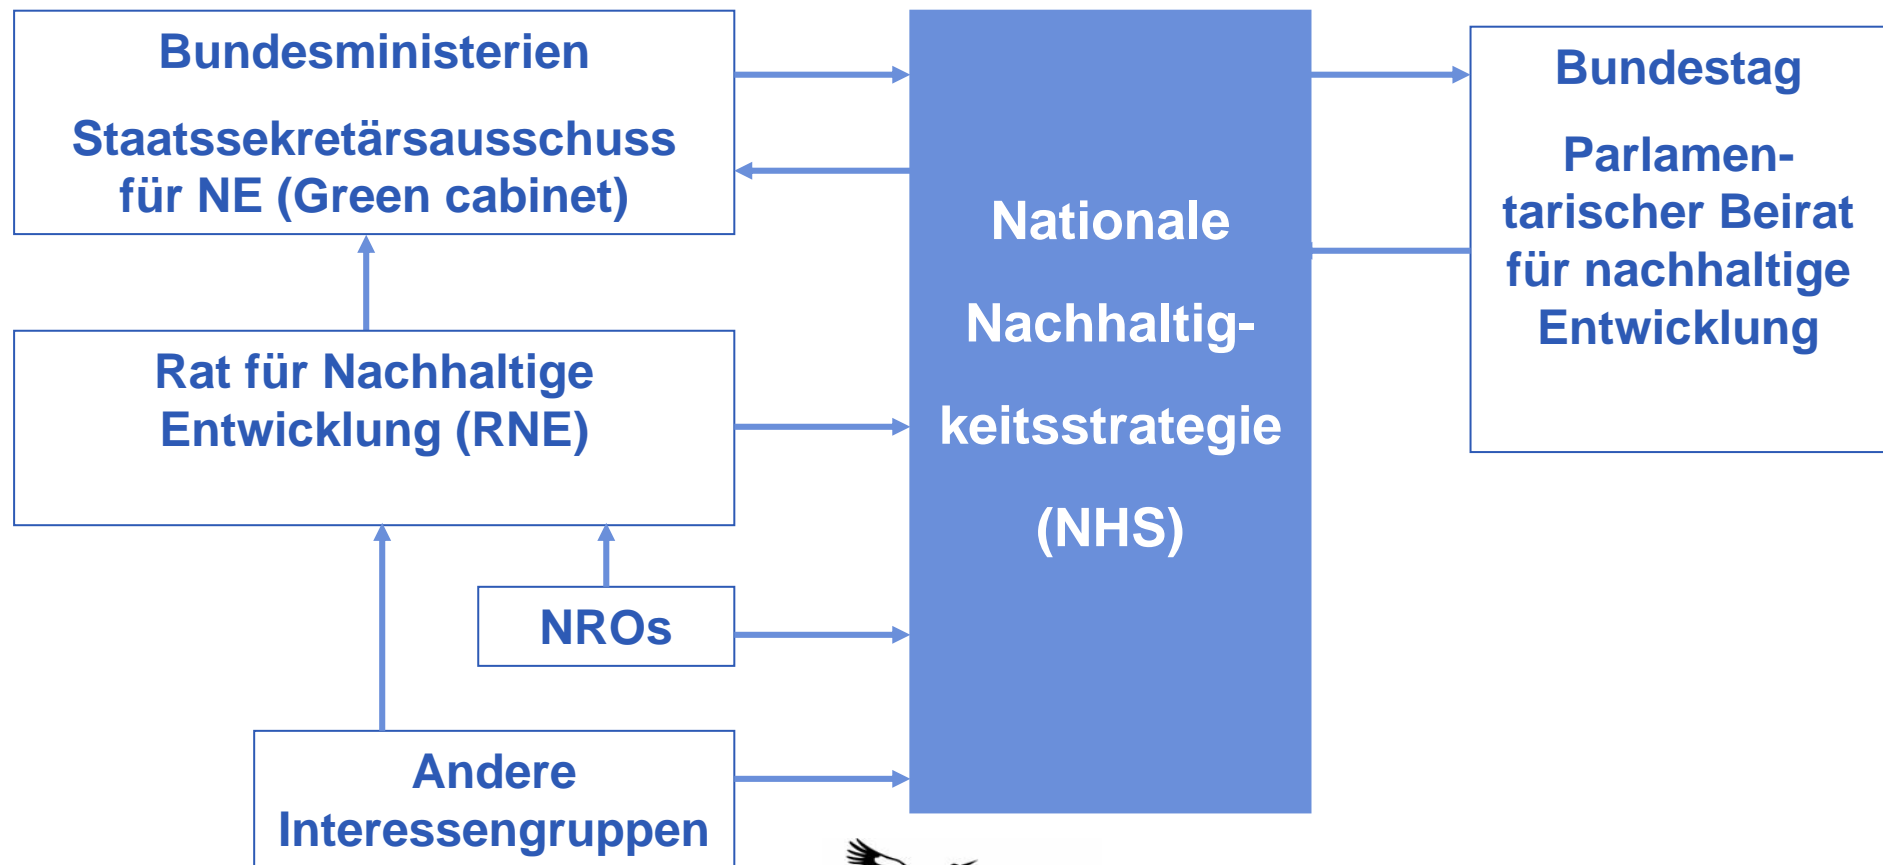 Bundesministerien
Staatssekretärsausschuss
für NE (Green cabinet)
Rat für Nachhaltige
Entwicklung (RNE)
NROs
Andere
Interessengruppen
Nationale
Nachhaltig-
keitsstrategie
(NHS)
Bundestag
Parlamen-
tarischer Beirat
für nachhaltige
Entwicklung